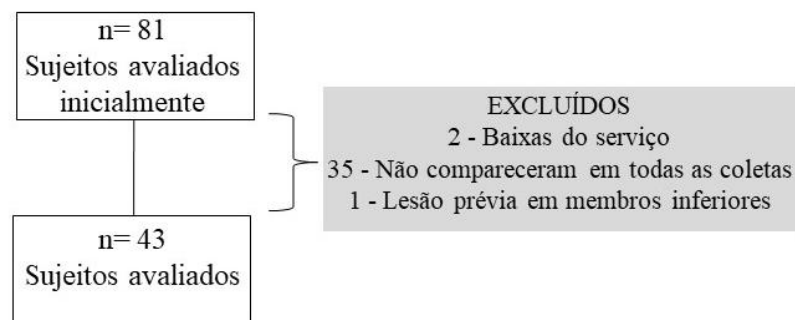 n= 81
Sujeitos avaliados
inicialmente
EXCLUÍDOS
2 - Baixas do serviço
35 - Não compareceram em todas as coletas
1 - Lesão prévia em membros inferiores
n= 43
Sujeitos avaliados